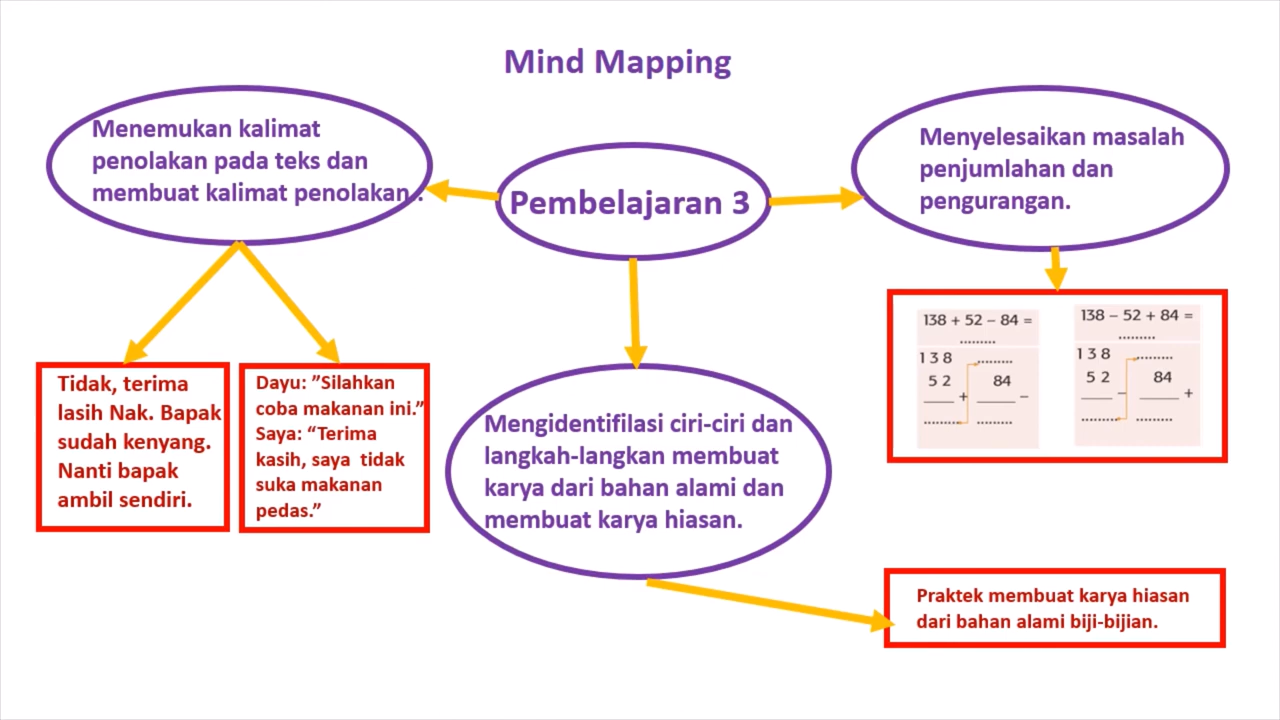 Mind Mapping
Menemukan kalimat
penolakan pada teks dan
membuat kalimat penolakan..
Pembelajaran 3
Menyelesaikan masalah
penjumlahan dan
pengurangan.
Tidak, terima
lasih Nak. Bapak
sudah kenyang.
Nanti bapak
ambil sendiri.
Dayu: ”Silahkan
coba makanan ini.”
Saya: “Terima
kasih, saya tidak
suka makanan
pedas.”
Mengidentifilasi ciri-ciri dan
langkah-langkan membuat
karya dari bahan alami dan
membuat karya hiasan.
138 + 52 – 84 =
.........
1 3 8 .........
5 2 84
____ + ____ –
......... .........
138 – 52 + 84 =
.........
1 3 8 .........
5 2 84
____ – ____ +
......... .........
Praktek membuat karya hiasan
dari bahan alami biji-bijian.